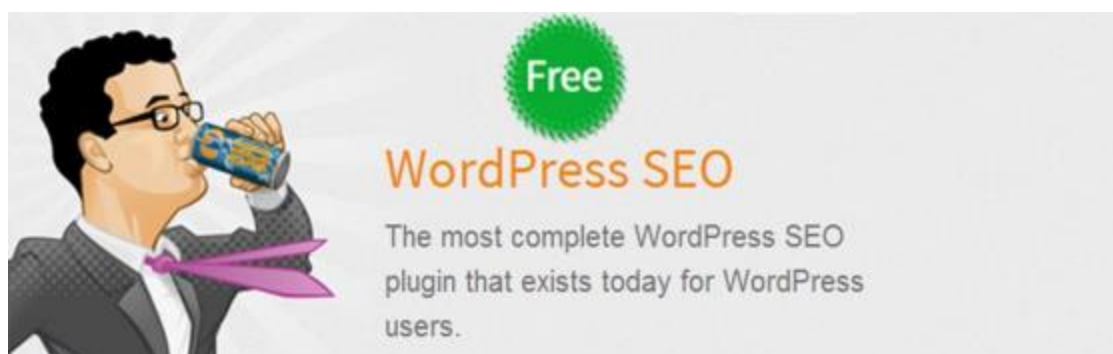 Free
WordPress SEO
The most complete WordPress SEO
plugin that exists today for WordPress
users.